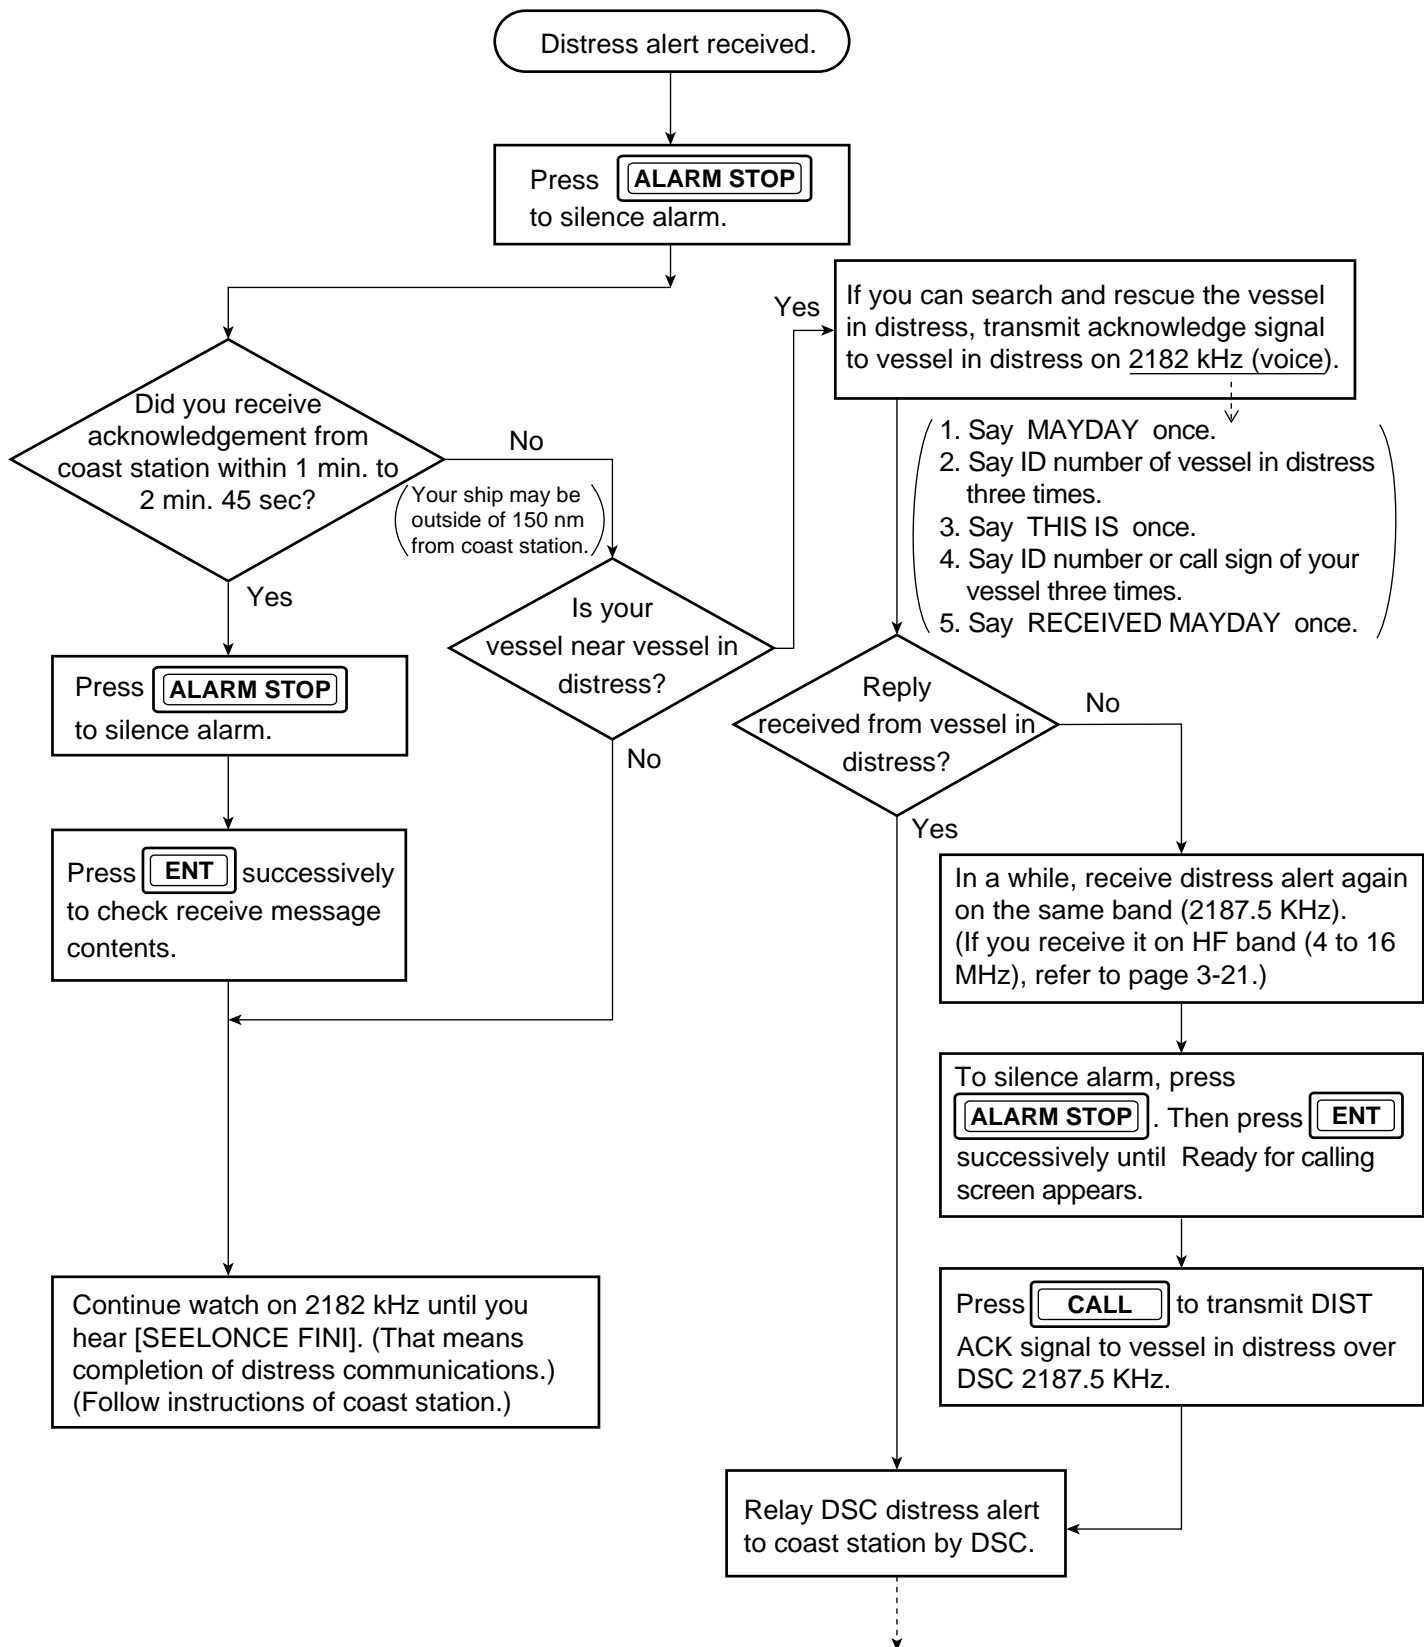 Distress alert received.
Press ALARM STOP
to silence alarm.
Yes
If you can search and rescue the vessel
in distress, transmit acknowledge signal
to vessel in distress on 2182 kHz (voice).
1. Say MAYDAY once.
2. Say ID number of vessel in distress
three times.
3. Say THIS IS once.
4. Say ID number or call sign of your
vessel three times.
5. Say RECEIVED MAYDAY once.
Did you receive
acknowledgement from
coast station within 1 min. to
2 min. 45 sec?
No
(Your ship may be
outside of 150 nm
from coast station.)
Yes
Is your
vessel near vessel in
distress?
No
Press ALARM STOP
to silence alarm.
Reply
received from vessel in
distress?
No
Yes
Press ENT successively
to check receive message
contents.
In a while, receive distress alert again
on the same band (2187.5 KHz).
(If you receive it on HF band (4 to 16
MHz), refer to page 3-21.)
To silence alarm, press
ALARM STOP. Then press ENT
successively until Ready for calling
screen appears.
Continue watch on 2182 kHz until you
hear [SEELONCE FINI]. (That means
completion of distress communications.)
(Follow instructions of coast station.)
Press CALL to transmit DIST
ACK signal to vessel in distress over
DSC 2187.5 KHz.
Relay DSC distress alert
to coast station by DSC.